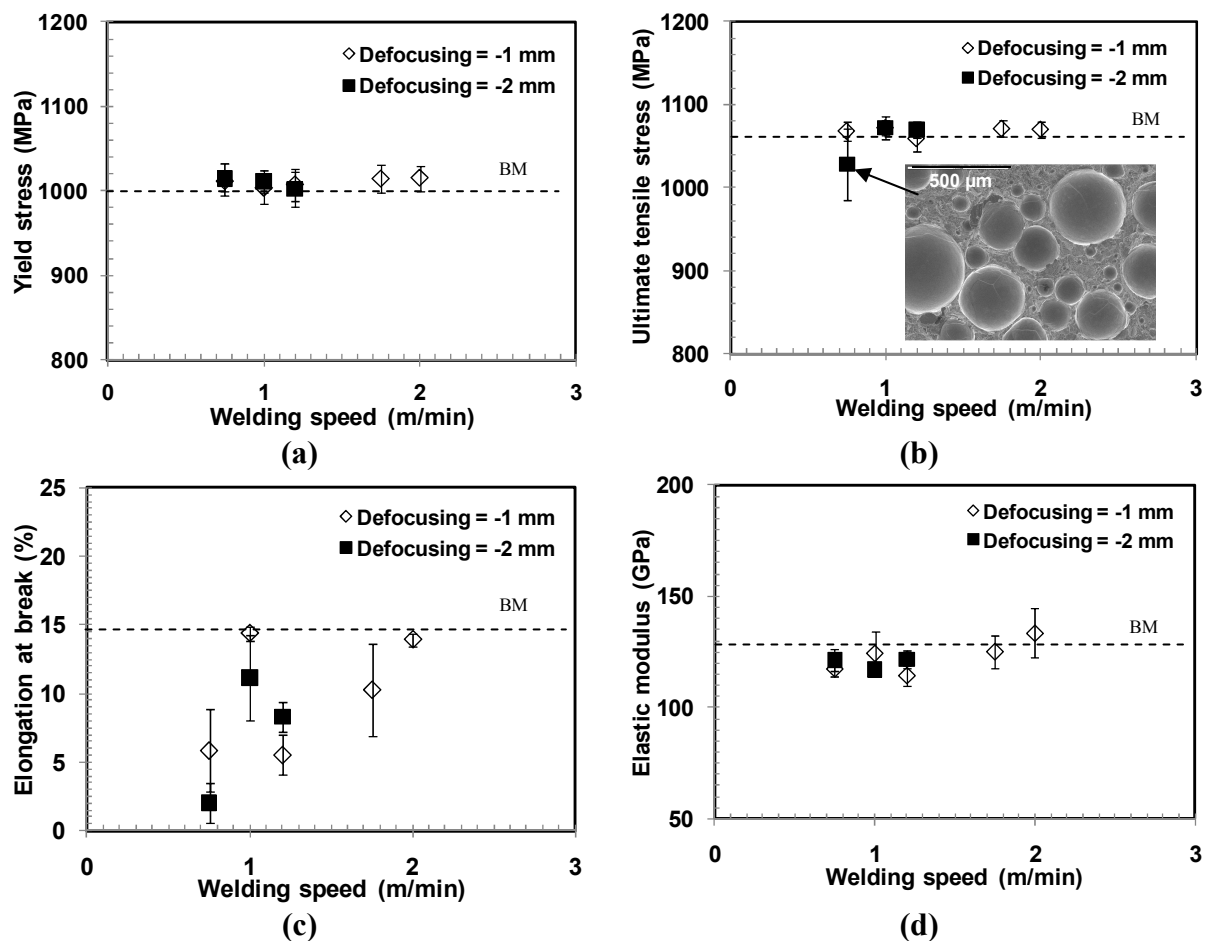 1200
1100
1000
900
800
Yield stress (MPa)
◇ Defocusing = -1 mm
■ Defocusing = -2 mm
BM
0 1 2 3
Welding speed (m/min)
(a)
1200
1100
1000
900
800
Ultimate tensile stress (MPa)
◇ Defocusing = -1 mm
■ Defocusing = -2 mm
BM
500 µm
0 1 2 3
Welding speed (m/min)
(b)
25
20
15
10
5
0
Elongation at break (%)
◇ Defocusing = -1 mm
■ Defocusing = -2 mm
BM
0 1 2 3
Welding speed (m/min)
(c)
200
150
100
50
Elastic modulus (GPa)
◇ Defocusing = -1 mm
■ Defocusing = -2 mm
BM
0 1 2 3
Welding speed (m/min)
(d)